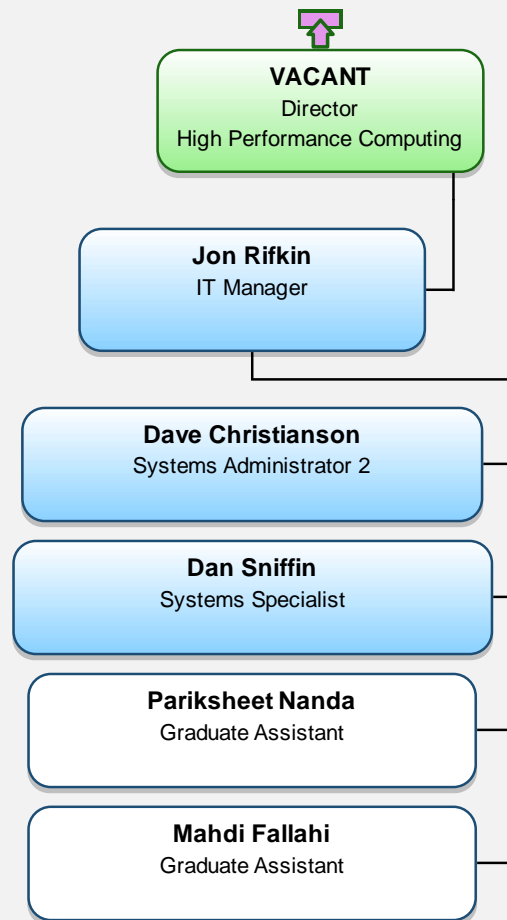 VACANT
Director
High Performance Computing
Jon Rifkin
IT Manager
Dave Christianson
Systems Administrator 2
Dan Sniffin
Systems Specialist
Pariksheet Nanda
Graduate Assistant
Mahdi Fallahi
Graduate Assistant